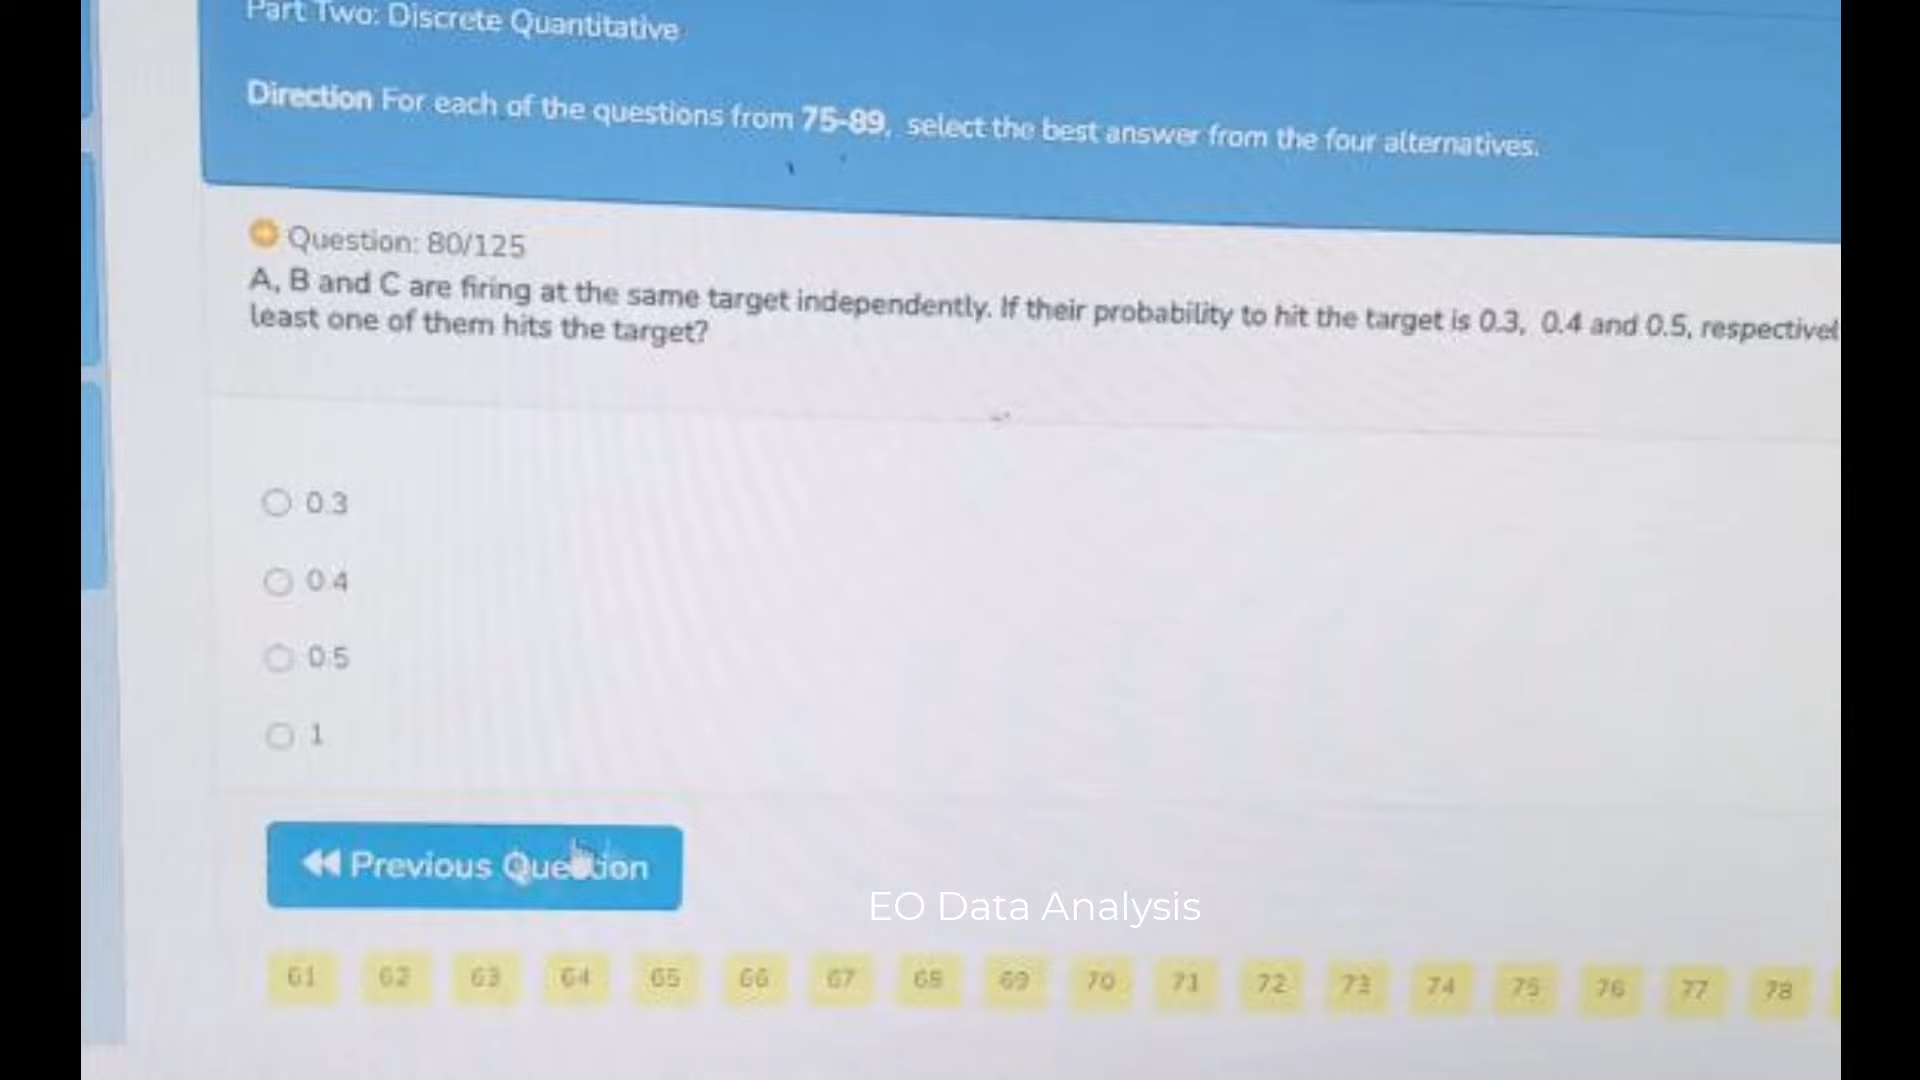 Part Two: Discrete Quantitative
Direction For each of the questions from 75-89, select the best answer from the four alternatives.
Question: 80/125
A, B and C are firing at the same target independently. If their probability to hit the target is 0.3, 0.4 and 0.5, respectivel
least one of them hits the target?
0.3
0.4
0.5
1
Previous Question
EO Data Analysis
61 62 63 64 65 66 67 68 69 70 71 72 73 74 75 76 77 78